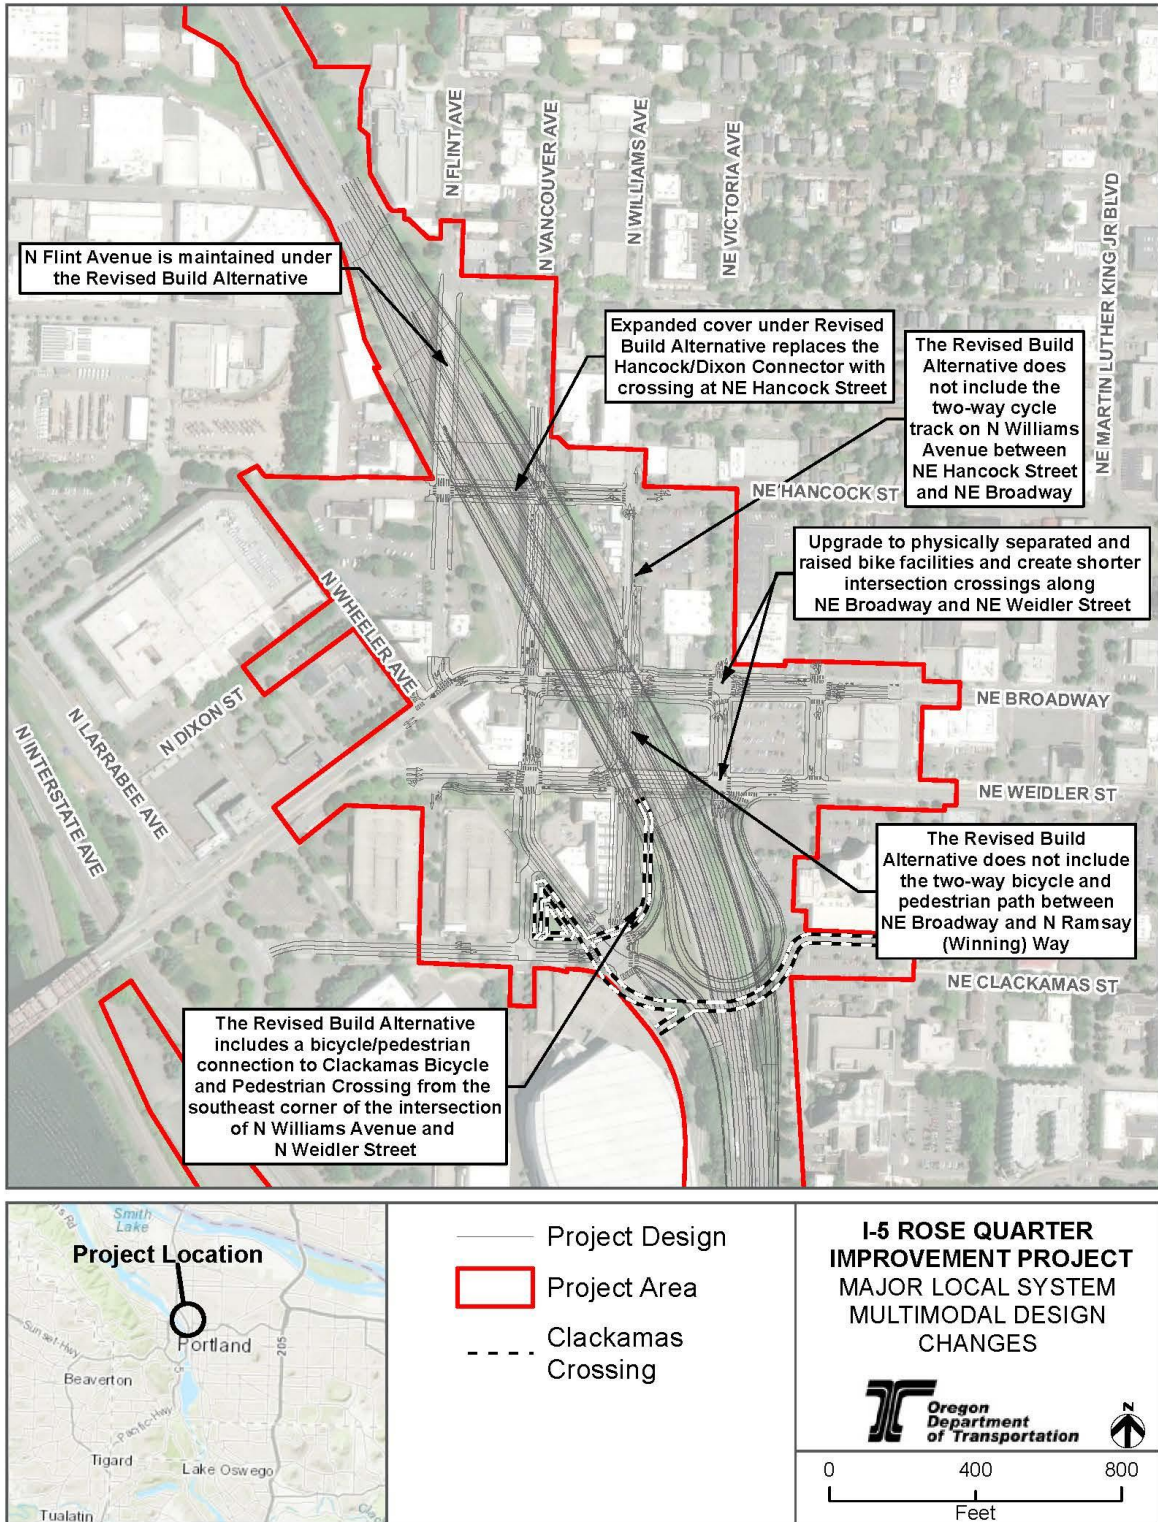 N FLINT AVE
N VANCOUVER AVE
N WILLIAMS AVE
NE VICTORIA AVE
NE MARTIN LUTHER KING JR BLVD
N Flint Avenue is maintained under
the Revised Build Alternative
Expanded cover under Revised
Build Alternative replaces the
Hancock/Dixon Connector with
crossing at NE Hancock Street
The Revised Build
Alternative does
not include the
two-way cycle
track on N Williams
Avenue between
NE Hancock Street
and NE Broadway
NE HANCOCK ST
Upgrade to physically separated and
raised bike facilities and create shorter
intersection crossings along
NE Broadway and NE Weidler Street
N WHEELER AVE
N DIXON ST
N LARRABEE AVE
N INTERSTATE AVE
NE BROADWAY
NE WEIDLER ST
The Revised Build
Alternative does not include
the two-way bicycle and
pedestrian path between
NE Broadway and N Ramsay
(Winning) Way
NE CLACKAMAS ST
The Revised Build Alternative
includes a bicycle/pedestrian
connection to Clackamas Bicycle
and Pedestrian Crossing from the
southeast corner of the intersection
of N Williams Avenue and
N Weidler Street
Smith
Lake
Project Location
Portland
Sunset-Hwy
205
5
Beaverton
Pacific-Hwy
Tigard
Lake Oswego
Tualatin
Project Design
Project Area
Clackamas
Crossing
I-5 ROSE QUARTER
IMPROVEMENT PROJECT
MAJOR LOCAL SYSTEM
MULTIMODAL DESIGN
CHANGES
Oregon
Department
of Transportation
N
0 400 800
Feet